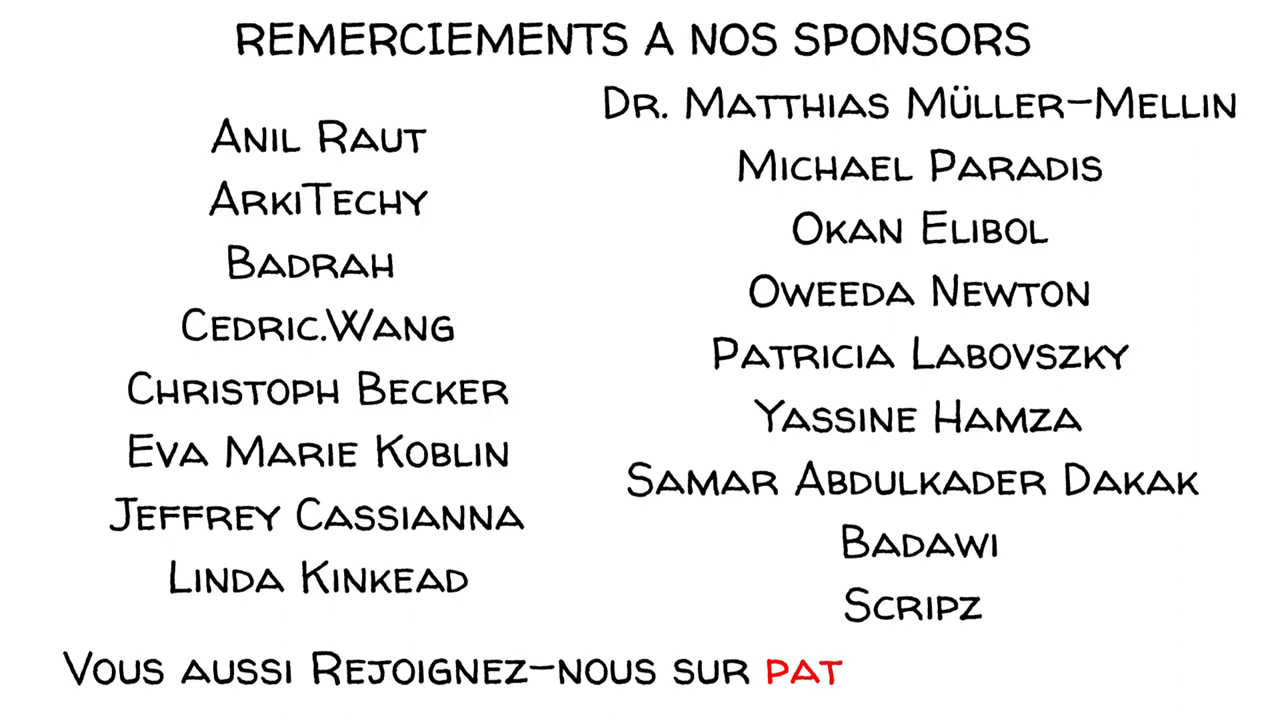 REMERCIEMENTS A NOS SPONSORS
Anil Raut
ArkiTechy
Badrah
Cedric.Wang
Christoph Becker
Eva Marie Koblin
Jeffrey Cassianna
Linda Kinkead
Dr. Matthias Müller-Mellin
Michael Paradis
Okan Elibol
Oweeda Newton
Patricia Labovszky
Yassine Hamza
Samar Abdulkader Dakak
Badawi
Scripz
Vous aussi Rejoignez-nous sur pat